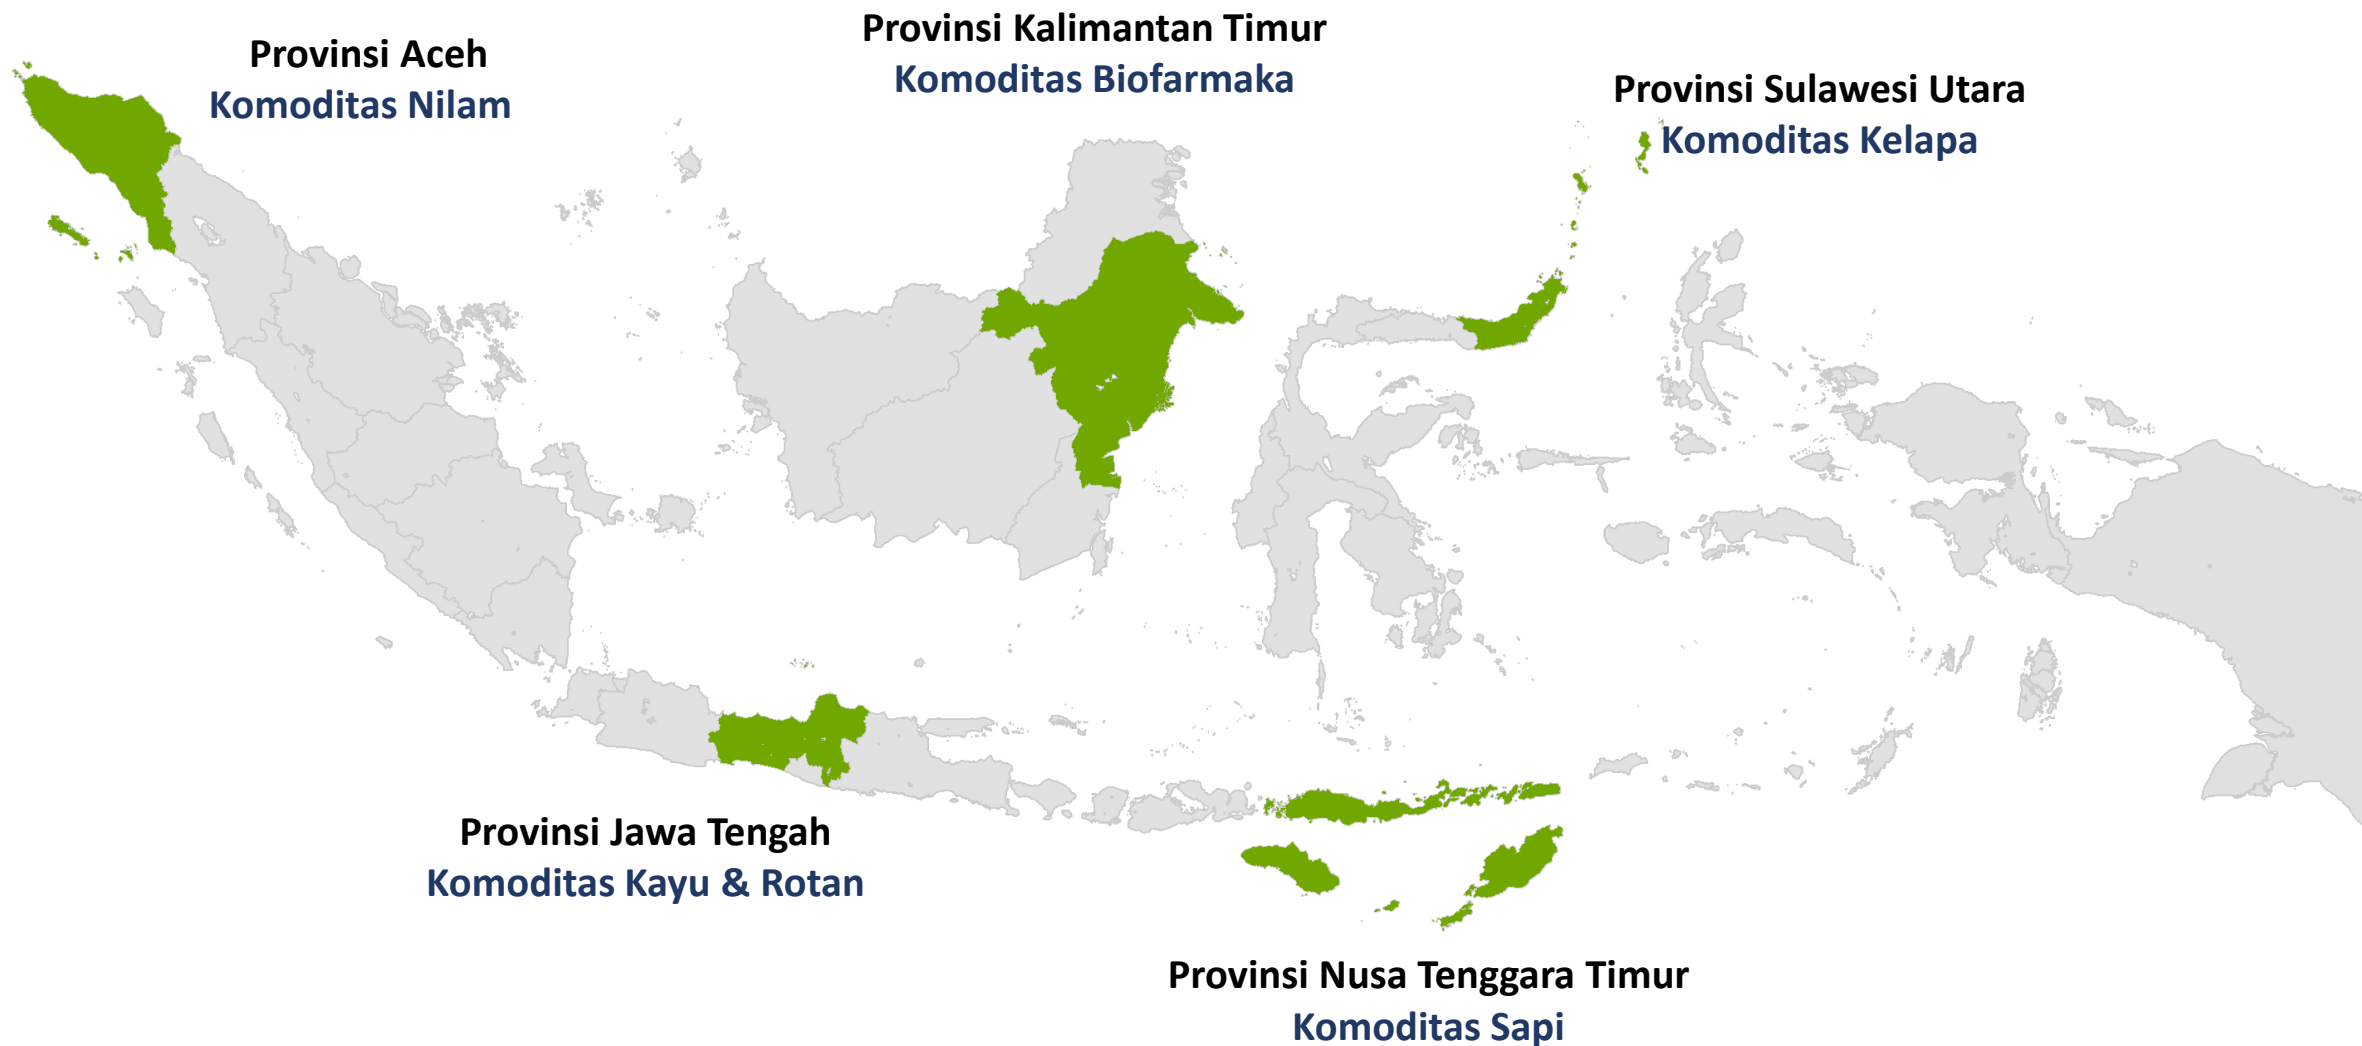 Provinsi Aceh
Komoditas Nilam
Provinsi Kalimantan Timur
Komoditas Biofarmaka
Provinsi Sulawesi Utara
Komoditas Kelapa
Provinsi Jawa Tengah
Komoditas Kayu & Rotan
Provinsi Nusa Tenggara Timur
Komoditas Sapi